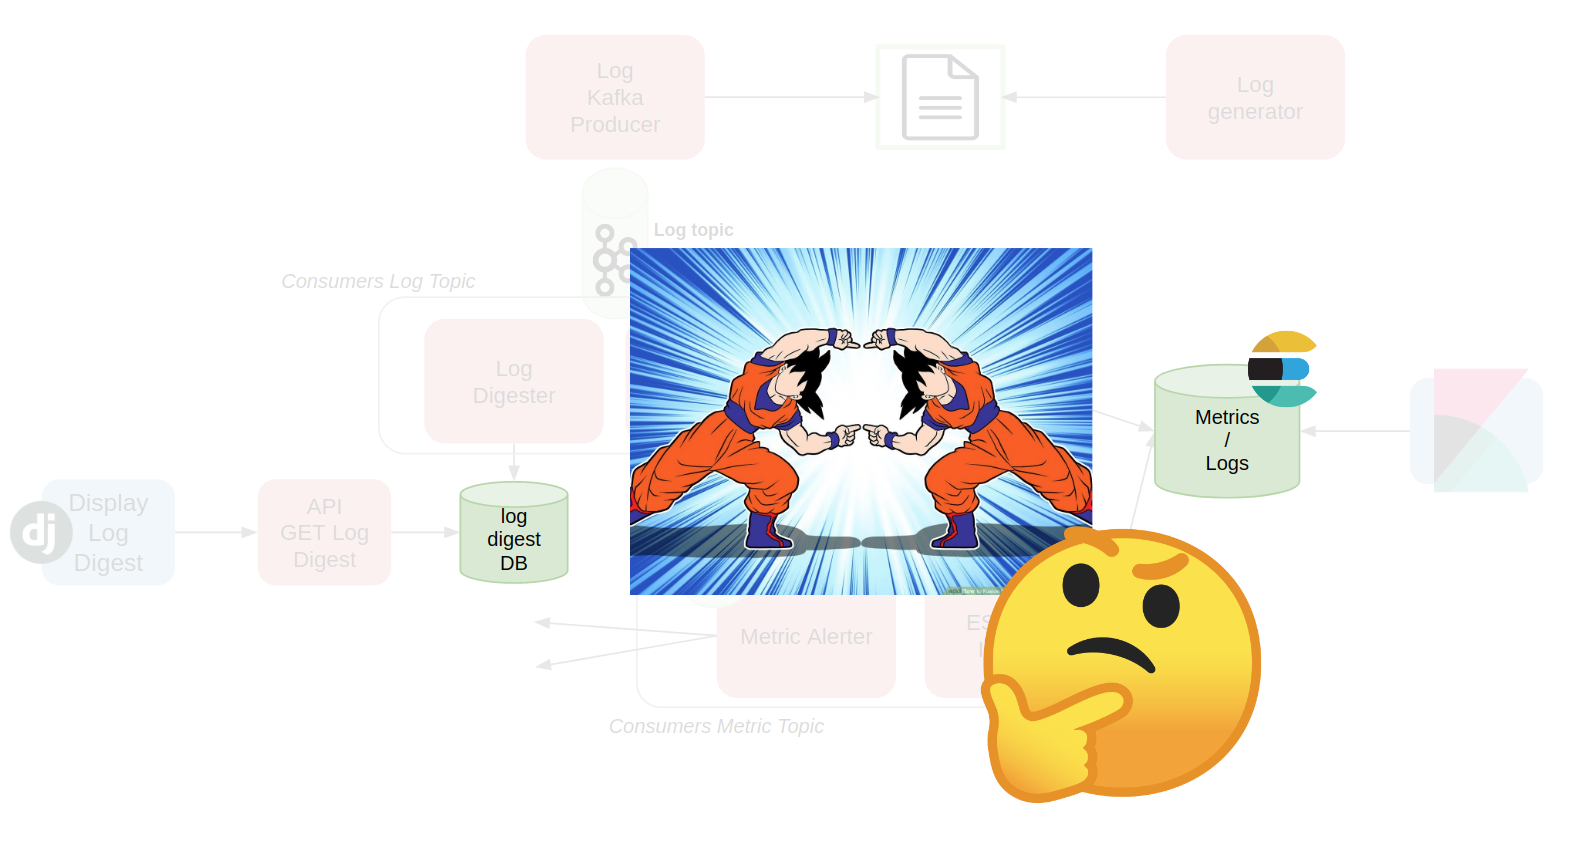 Log
Kafka
Producer
Log
generator
Log topic
Consumers Log Topic
Log
Digester
Metrics
/
Logs
Display
Log
Digest
API
GET Log
Digest
log
digest
DB
dj
Metric Alerter
ES
Consumers Metric Topic